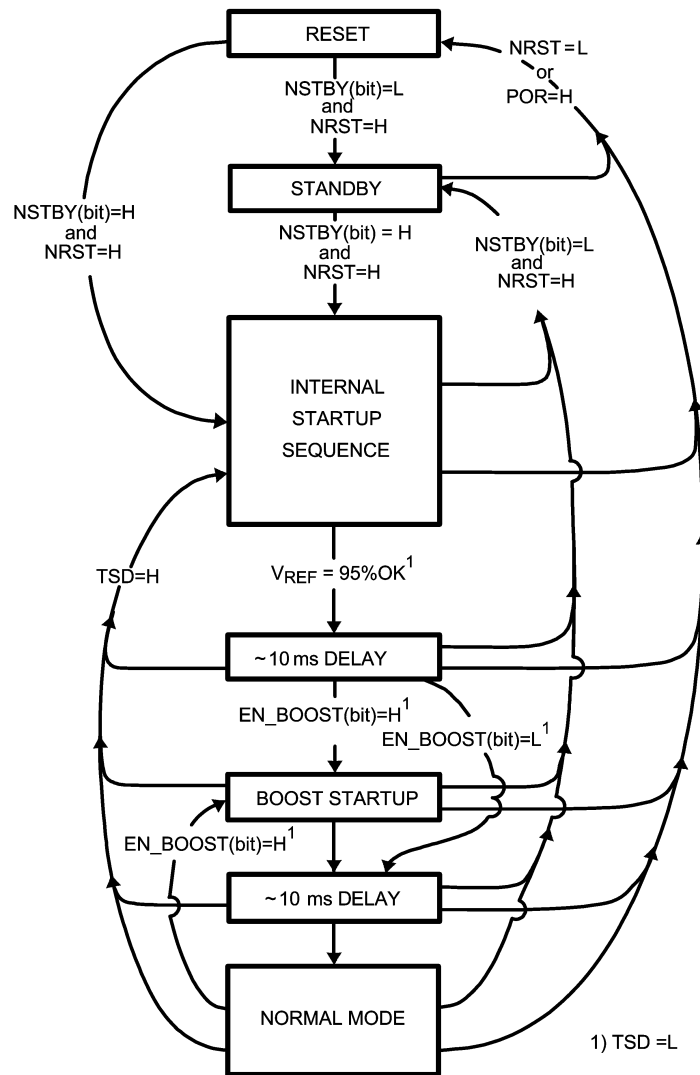 RESET
NRST=L
or
POR=H
NSTBY(bit)=L
and
NRST=H
STANDBY
NSTBY(bit)=H
and
NRST=H
NSTBY(bit) = H
and
NRST=H
NSTBY(bit)=L
and
NRST=H
INTERNAL
STARTUP
SEQUENCE
TSD=H
VREF = 95%OK1
~10 ms DELAY
EN_BOOST(bit)=H1
EN_BOOST(bit)=L1
BOOST STARTUP
EN_BOOST(bit)=H1
~10 ms DELAY
NORMAL MODE
1) TSD =L